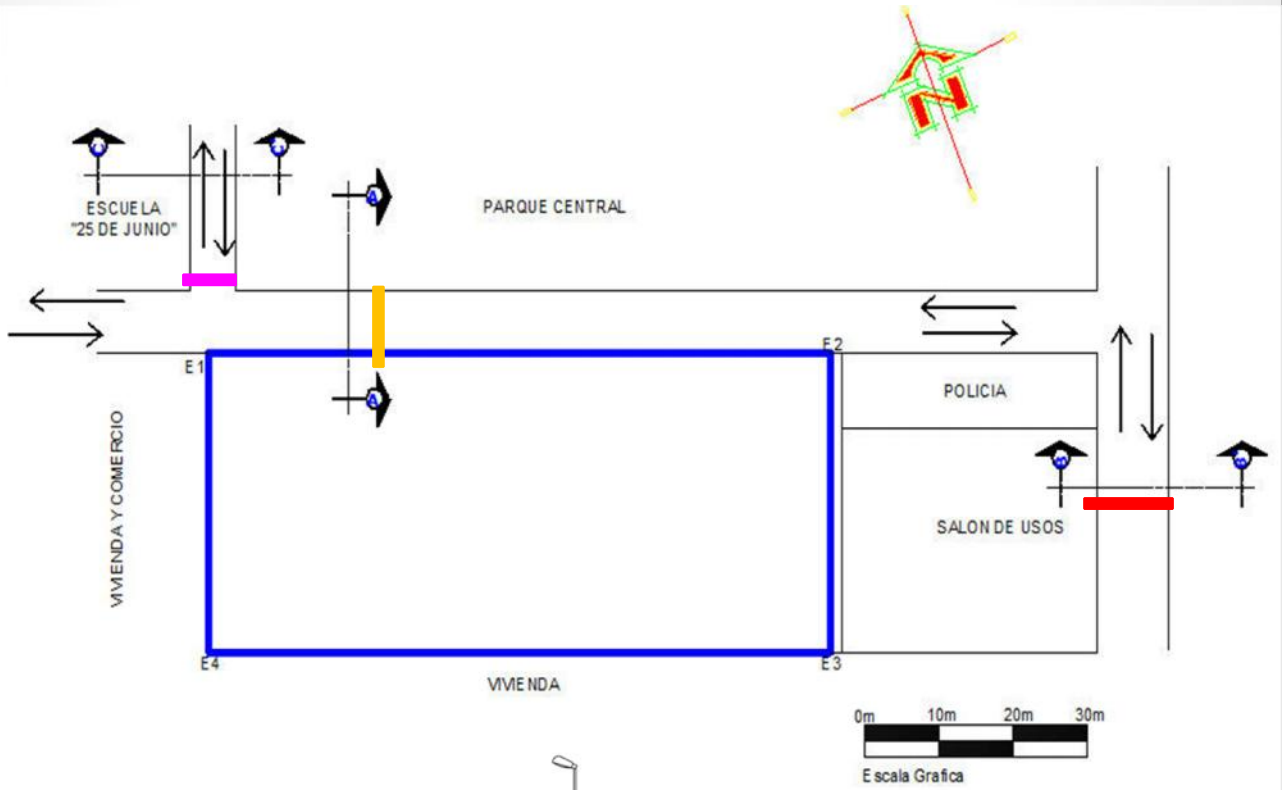 N
C
C
ESCUELA
"25 DE JUNIO"
A
PARQUE CENTRAL
E1
E2
A
POLICIA
VIVIENDA Y COMERCIO
B
B
SALON DE USOS
E4
E3
VIVIENDA
0m 10m 20m 30m
Escala Grafica